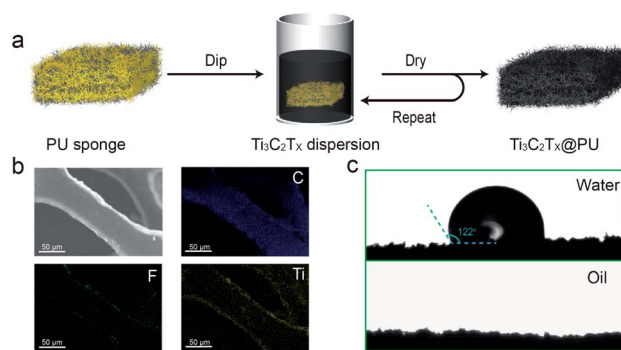 a
Dip
Dry
Repeat
PU sponge
Ti₃C₂Tx dispersion
Ti₃C₂Tx@PU
b
C
50 μm
50 μm
F
Ti
50 μm
50 μm
c
Water
122°
Oil